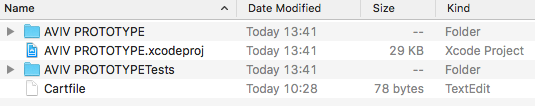 Name Date Modified Size Kind
AVIV PROTOTYPE Today 13:41 -- Folder
AVIV PROTOTYPE.xcodeproj Today 13:41 29 KB Xcode Project
AVIV PROTOTYPETests Today 13:41 -- Folder
Cartfile Today 10:28 78 bytes TextEdit